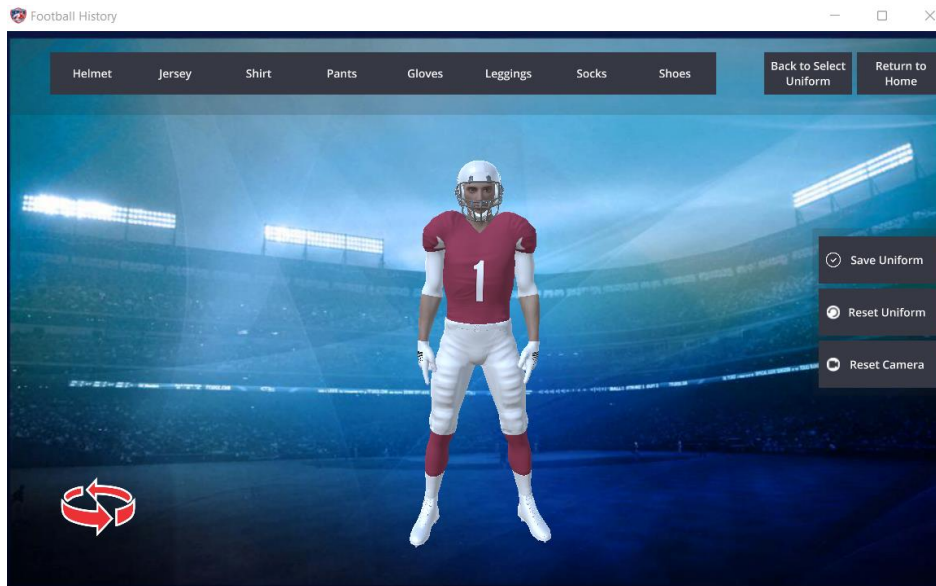 Football History
Helmet Jersey Shirt Pants Gloves Leggings Socks Shoes
Back to Select
Uniform
Return to
Home
1
Save Uniform
Reset Uniform
Reset Camera